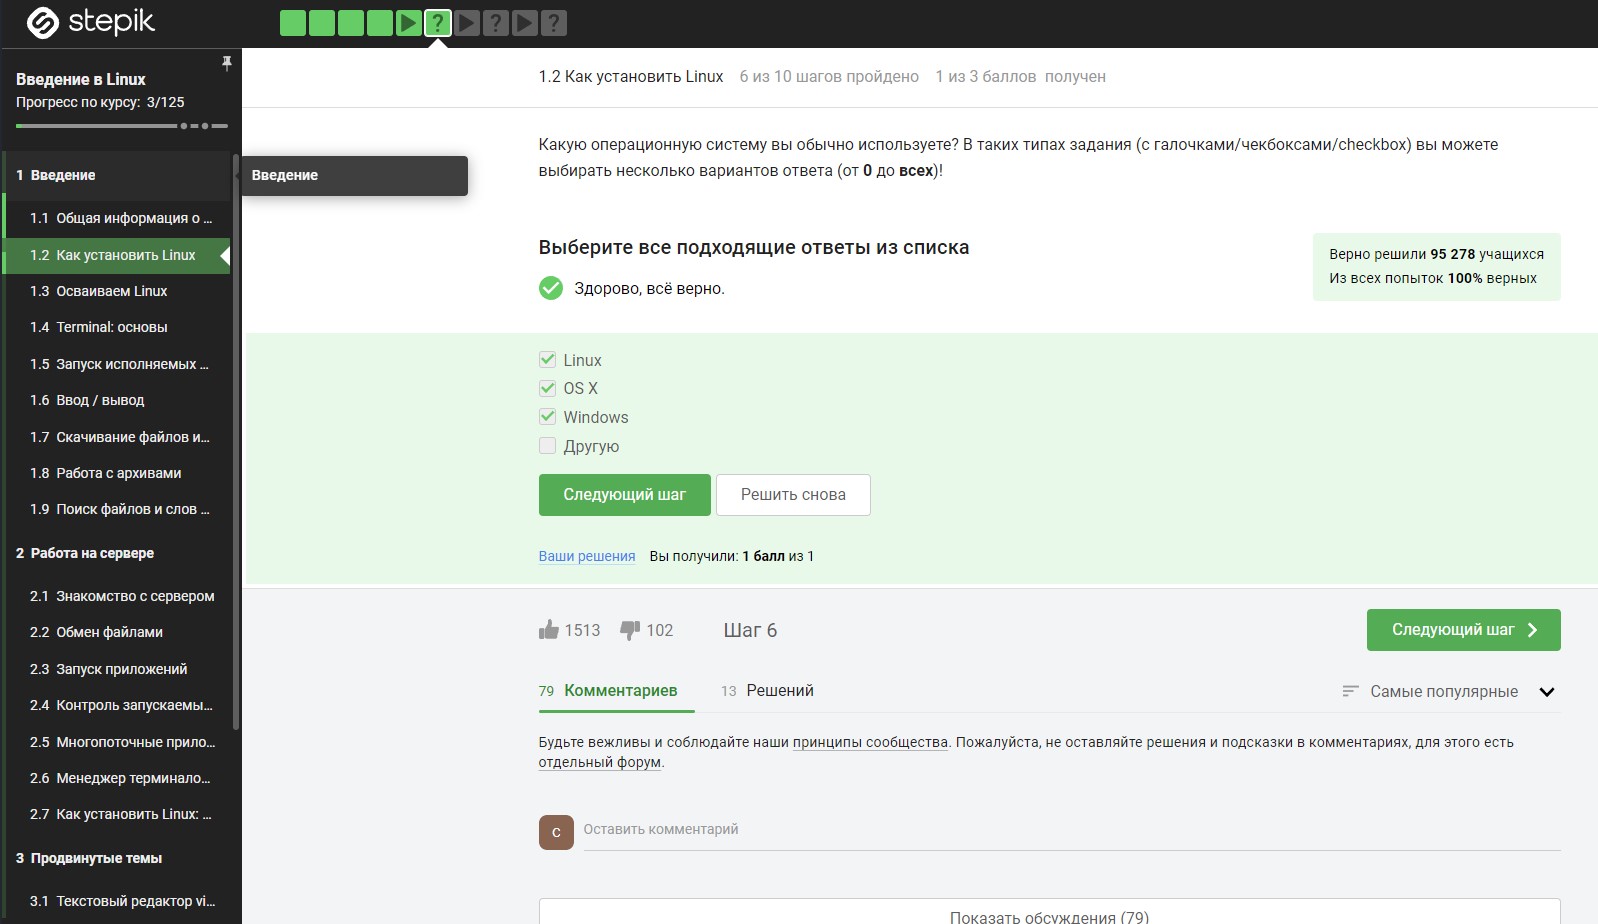 stepik
? ? ?
Введение в Linux
Прогресс по курсу: 3/125
1 Введение
1.1 Общая информация о ...
1.2 Как установить Linux
1.3 Осваиваем Linux
1.4 Terminal: основы
1.5 Запуск исполняемых ...
1.6 Ввод / вывод
1.7 Скачивание файлов и...
1.8 Работа с архивами
1.9 Поиск файлов и слов ...
2 Работа на сервере
2.1 Знакомство с сервером
2.2 Обмен файлами
2.3 Запуск приложений
2.4 Контроль запускаемы...
2.5 Многопоточные прило...
2.6 Менеджер терминало...
2.7 Как установить Linux: ...
3 Продвинутые темы
3.1 Текстовый редактор vi...
Введение
1.2 Как установить Linux 6 из 10 шагов пройдено 1 из 3 баллов получен
Какую операционную систему вы обычно используете? В таких типах задания (с галочками/чекбоксами/checkbox) вы можете
выбирать несколько вариантов ответа (от 0 до всех)!
Выберите все подходящие ответы из списка
Здорово, всё верно.
Верно решили 95 278 учащихся
Из всех попыток 100% верных
Linux
OS X
Windows
Другую
Следующий шаг Решить снова
Ваши решения Вы получили: 1 балл из 1
1513 102 Шаг 6 Следующий шаг
79 Комментариев 13 Решений Самые популярные
Будьте вежливы и соблюдайте наши принципы сообщества. Пожалуйста, не оставляйте решения и подсказки в комментариях, для этого есть
отдельный форум.
С Оставить комментарий
Показать обсуждения (79)